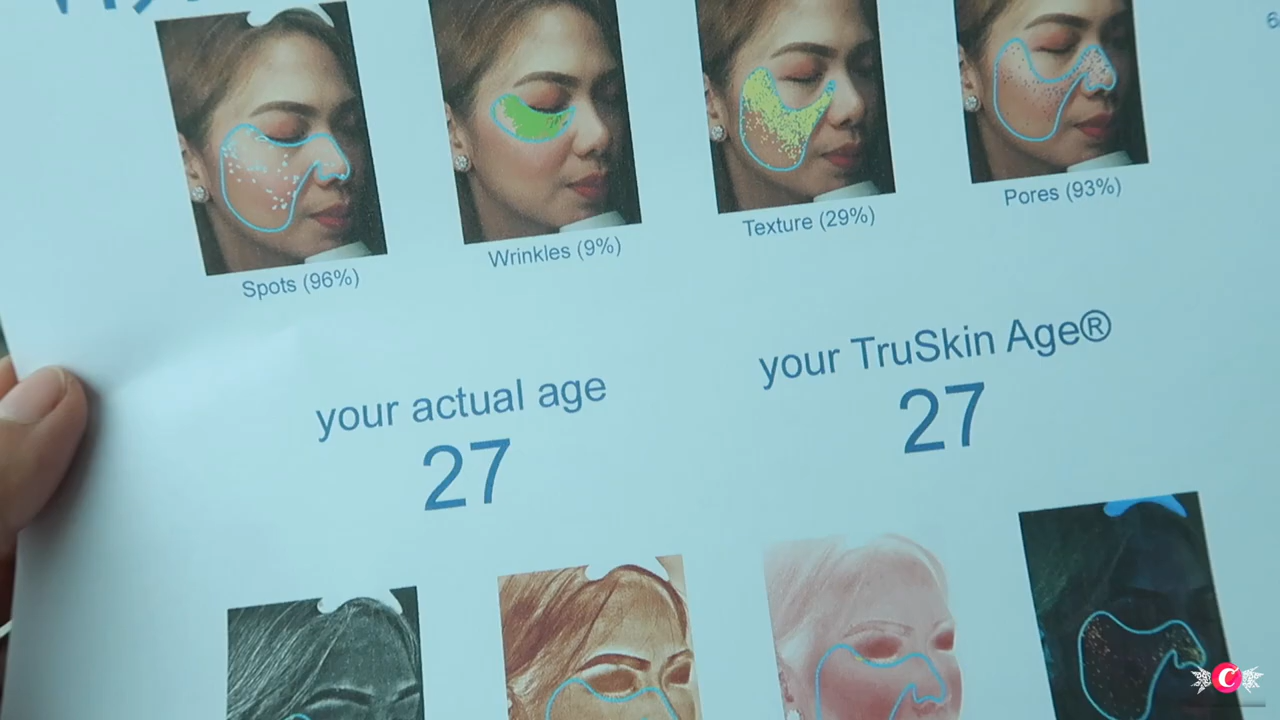 Spots (96%)
Wrinkles (9%)
Texture (29%)
Pores (93%)
your actual age
27
your TruSkin Age®
27
C